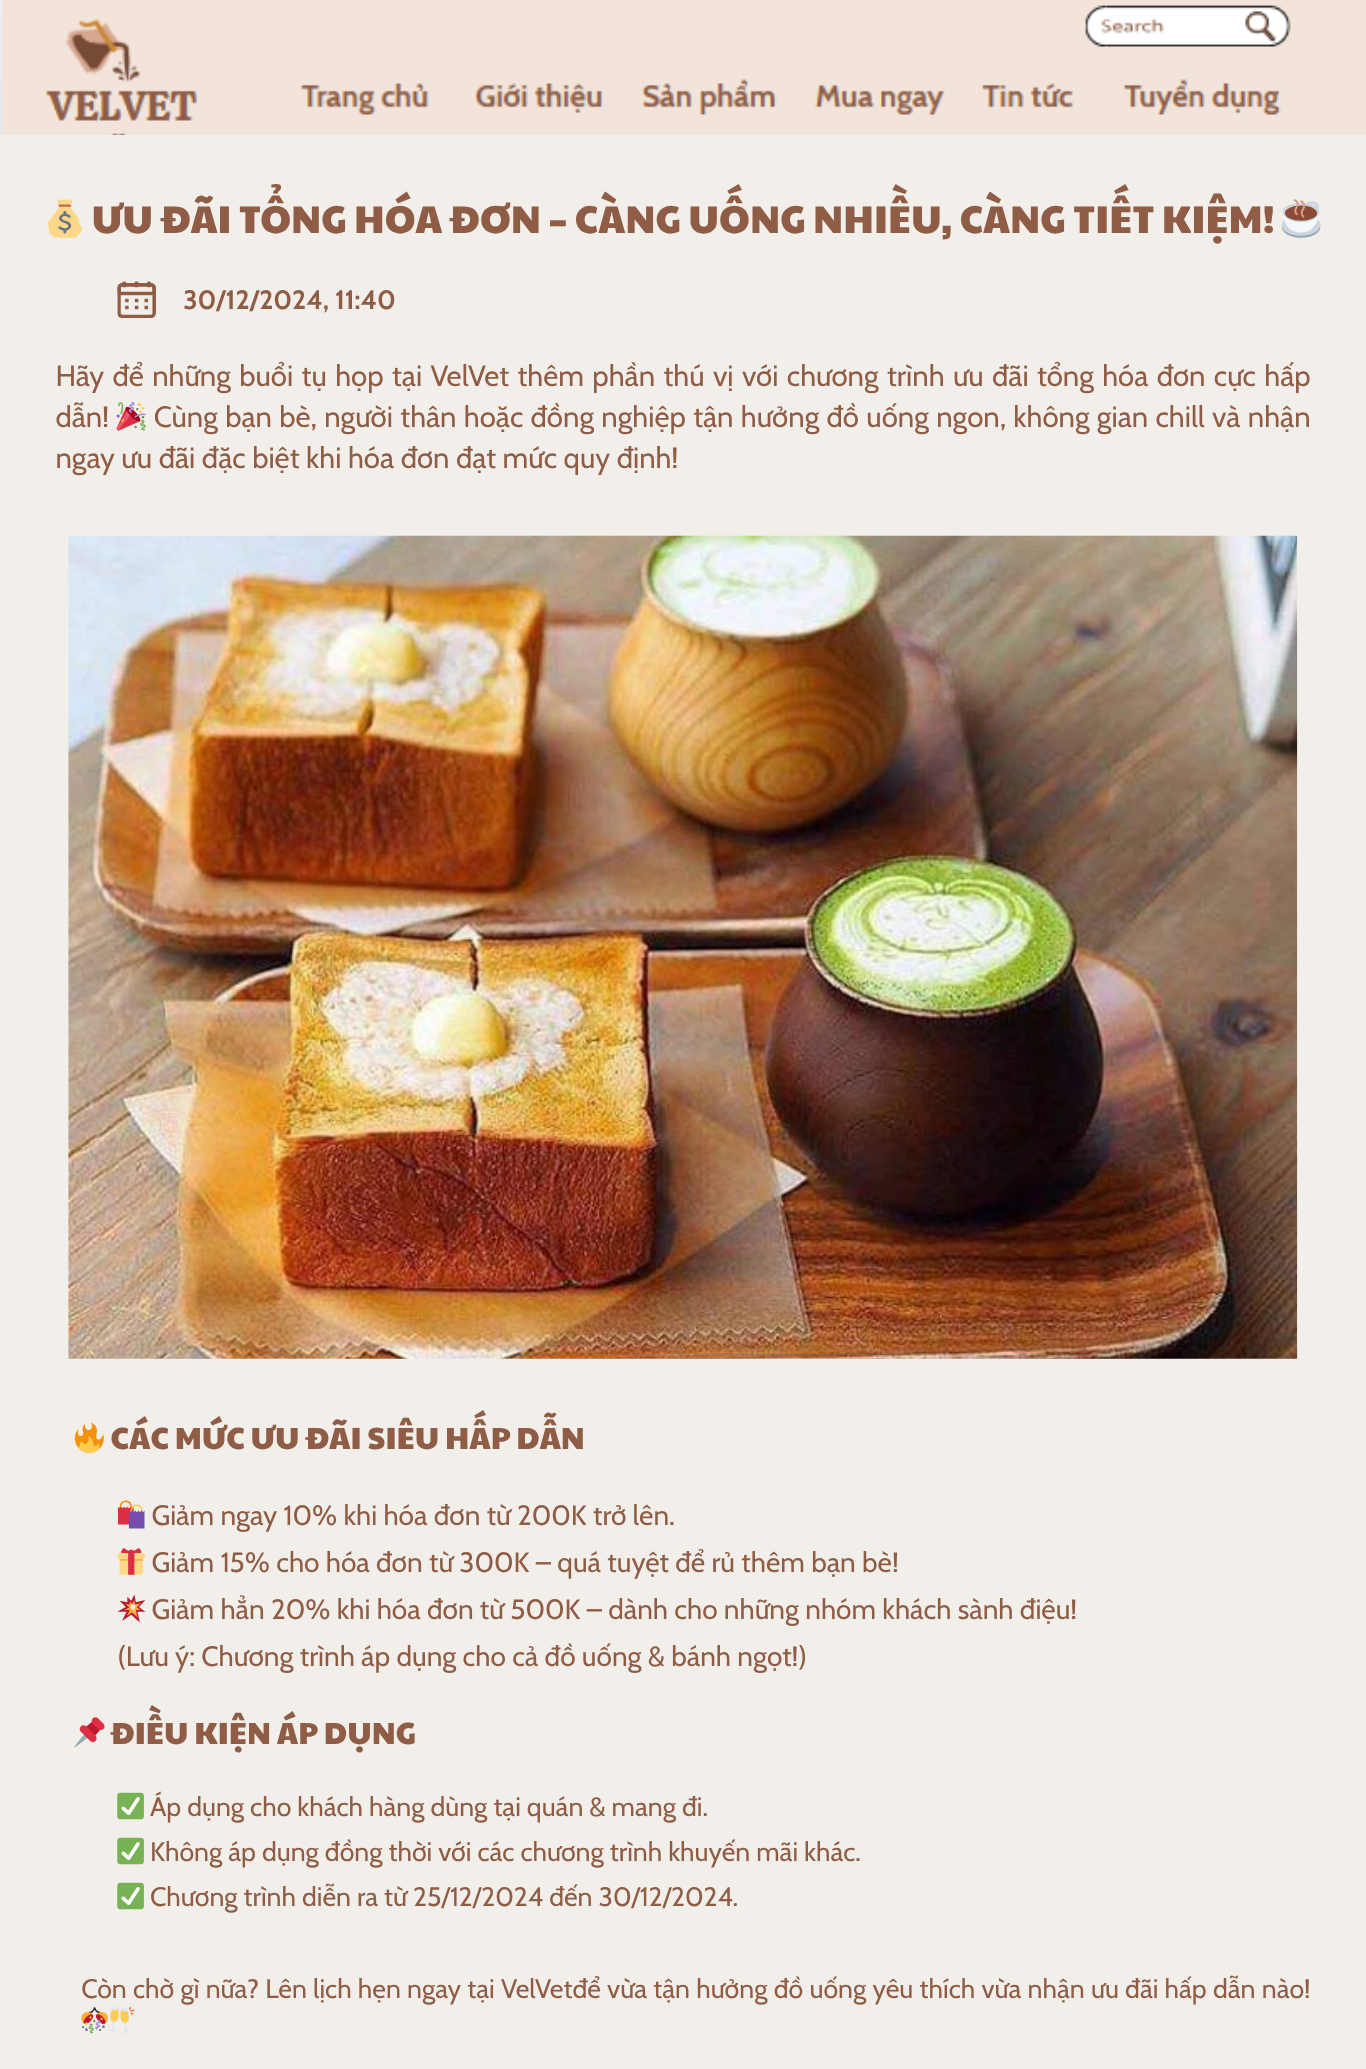 Search
VELVET
Trang chủ Giới thiệu Sản phẩm Mua ngay Tin tức Tuyển dụng
💰 ƯU ĐÃI TỔNG HÓA ĐƠN – CÀNG UỐNG NHIỀU, CÀNG TIẾT KIỆM! ☕
30/12/2024, 11:40
Hãy để những buổi tụ họp tại VelVet thêm phần thú vị với chương trình ưu đãi tổng hóa đơn cực hấp
dẫn! 🎉 Cùng bạn bè, người thân hoặc đồng nghiệp tận hưởng đồ uống ngon, không gian chill và nhận
ngay ưu đãi đặc biệt khi hóa đơn đạt mức quy định!
🔥 CÁC MỨC ƯU ĐÃI SIÊU HẤP DẪN
🛍️ Giảm ngay 10% khi hóa đơn từ 200K trở lên.
🎁 Giảm 15% cho hóa đơn từ 300K – quá tuyệt để rủ thêm bạn bè!
💥 Giảm hẳn 20% khi hóa đơn từ 500K – dành cho những nhóm khách sành điệu!
(Lưu ý: Chương trình áp dụng cho cả đồ uống & bánh ngọt!)
📌 ĐIỀU KIỆN ÁP DỤNG
✅ Áp dụng cho khách hàng dùng tại quán & mang đi.
✅ Không áp dụng đồng thời với các chương trình khuyến mãi khác.
✅ Chương trình diễn ra từ 25/12/2024 đến 30/12/2024.
Còn chờ gì nữa? Lên lịch hẹn ngay tại VelVetđể vừa tận hưởng đồ uống yêu thích vừa nhận ưu đãi hấp dẫn nào!
🎊🥂